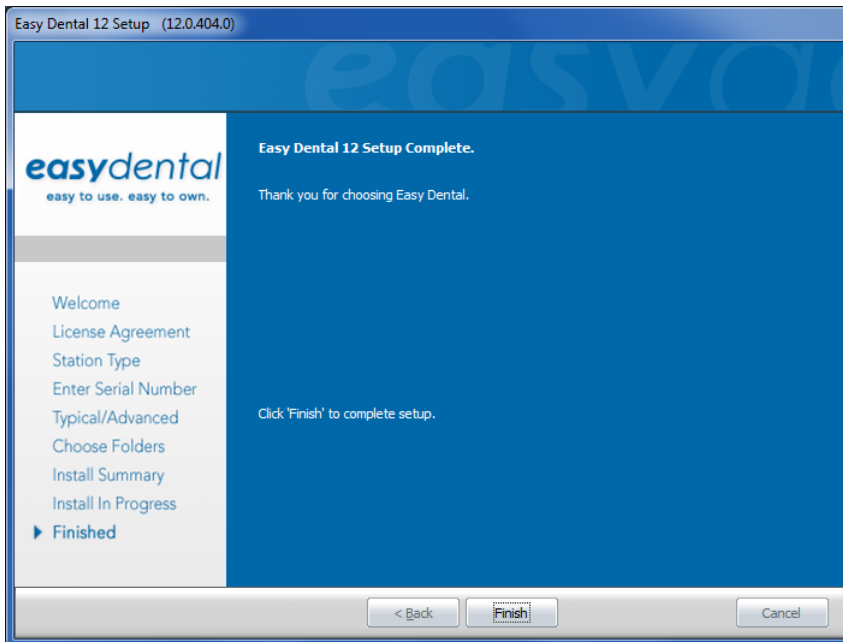 Easy Dental 12 Setup (12.0.404.0)
easydental
easy to use. easy to own.
Easy Dental 12 Setup Complete.
Thank you for choosing Easy Dental.
Click 'Finish' to complete setup.
Welcome
License Agreement
Station Type
Enter Serial Number
Typical/Advanced
Choose Folders
Install Summary
Install In Progress
Finished
< Back
Finish
Cancel